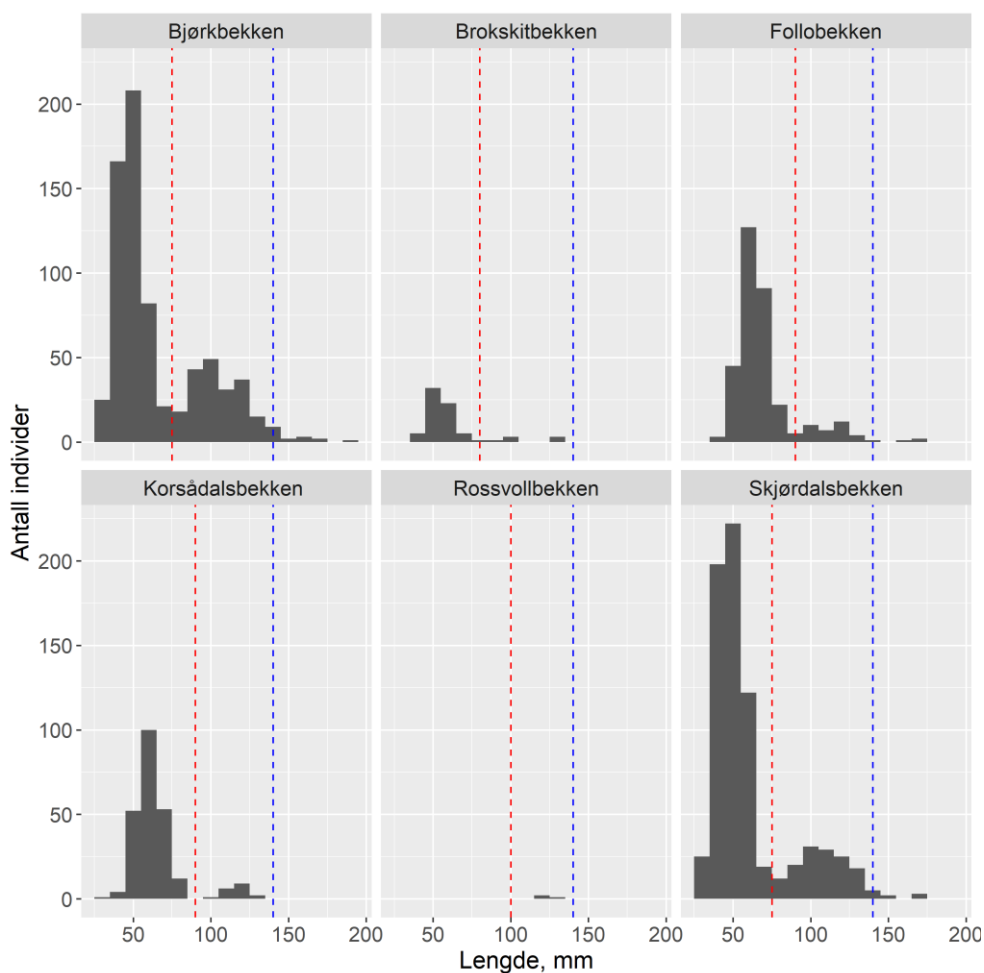 Bjørkbekken Brokskitbekken Follobekken
200
150
100
50
0
Antall individer
Korsådalsbekken Rossvollbekken Skjørdalsbekken
200
150
100
50
0
50 100 150 200 50 100 150 200 50 100 150 200
Lengde, mm